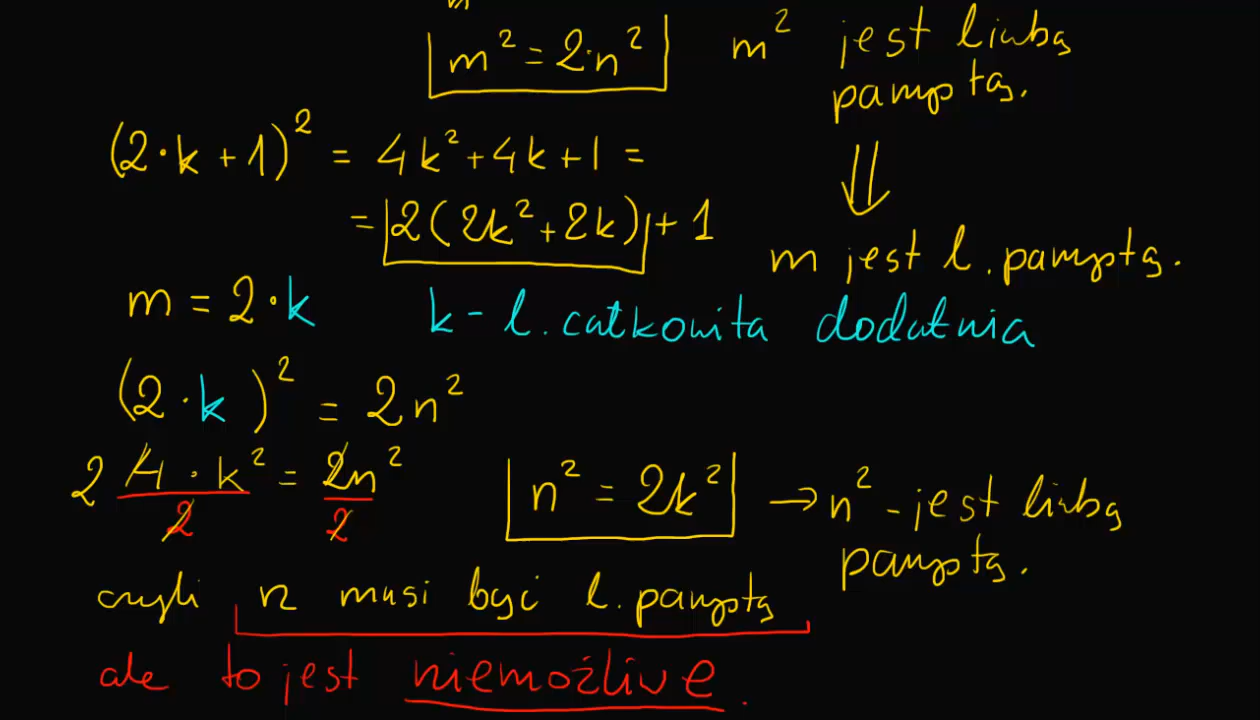 m
m² = 2·n² m² jest liczbą
parzystą.
(2·k+1)² = 4k²+4k+1 =
= 2(2k²+2k)+1
⇓
m jest l. parzystą.
m = 2·k k - l. całkowita dodatnia
(2·k)² = 2n²
2 4·k²/2 = 2n²/2
n² = 2k² → n² - jest liczbą
parzystą.
czyli n musi być l. parzystą
ale to jest niemożliwe.